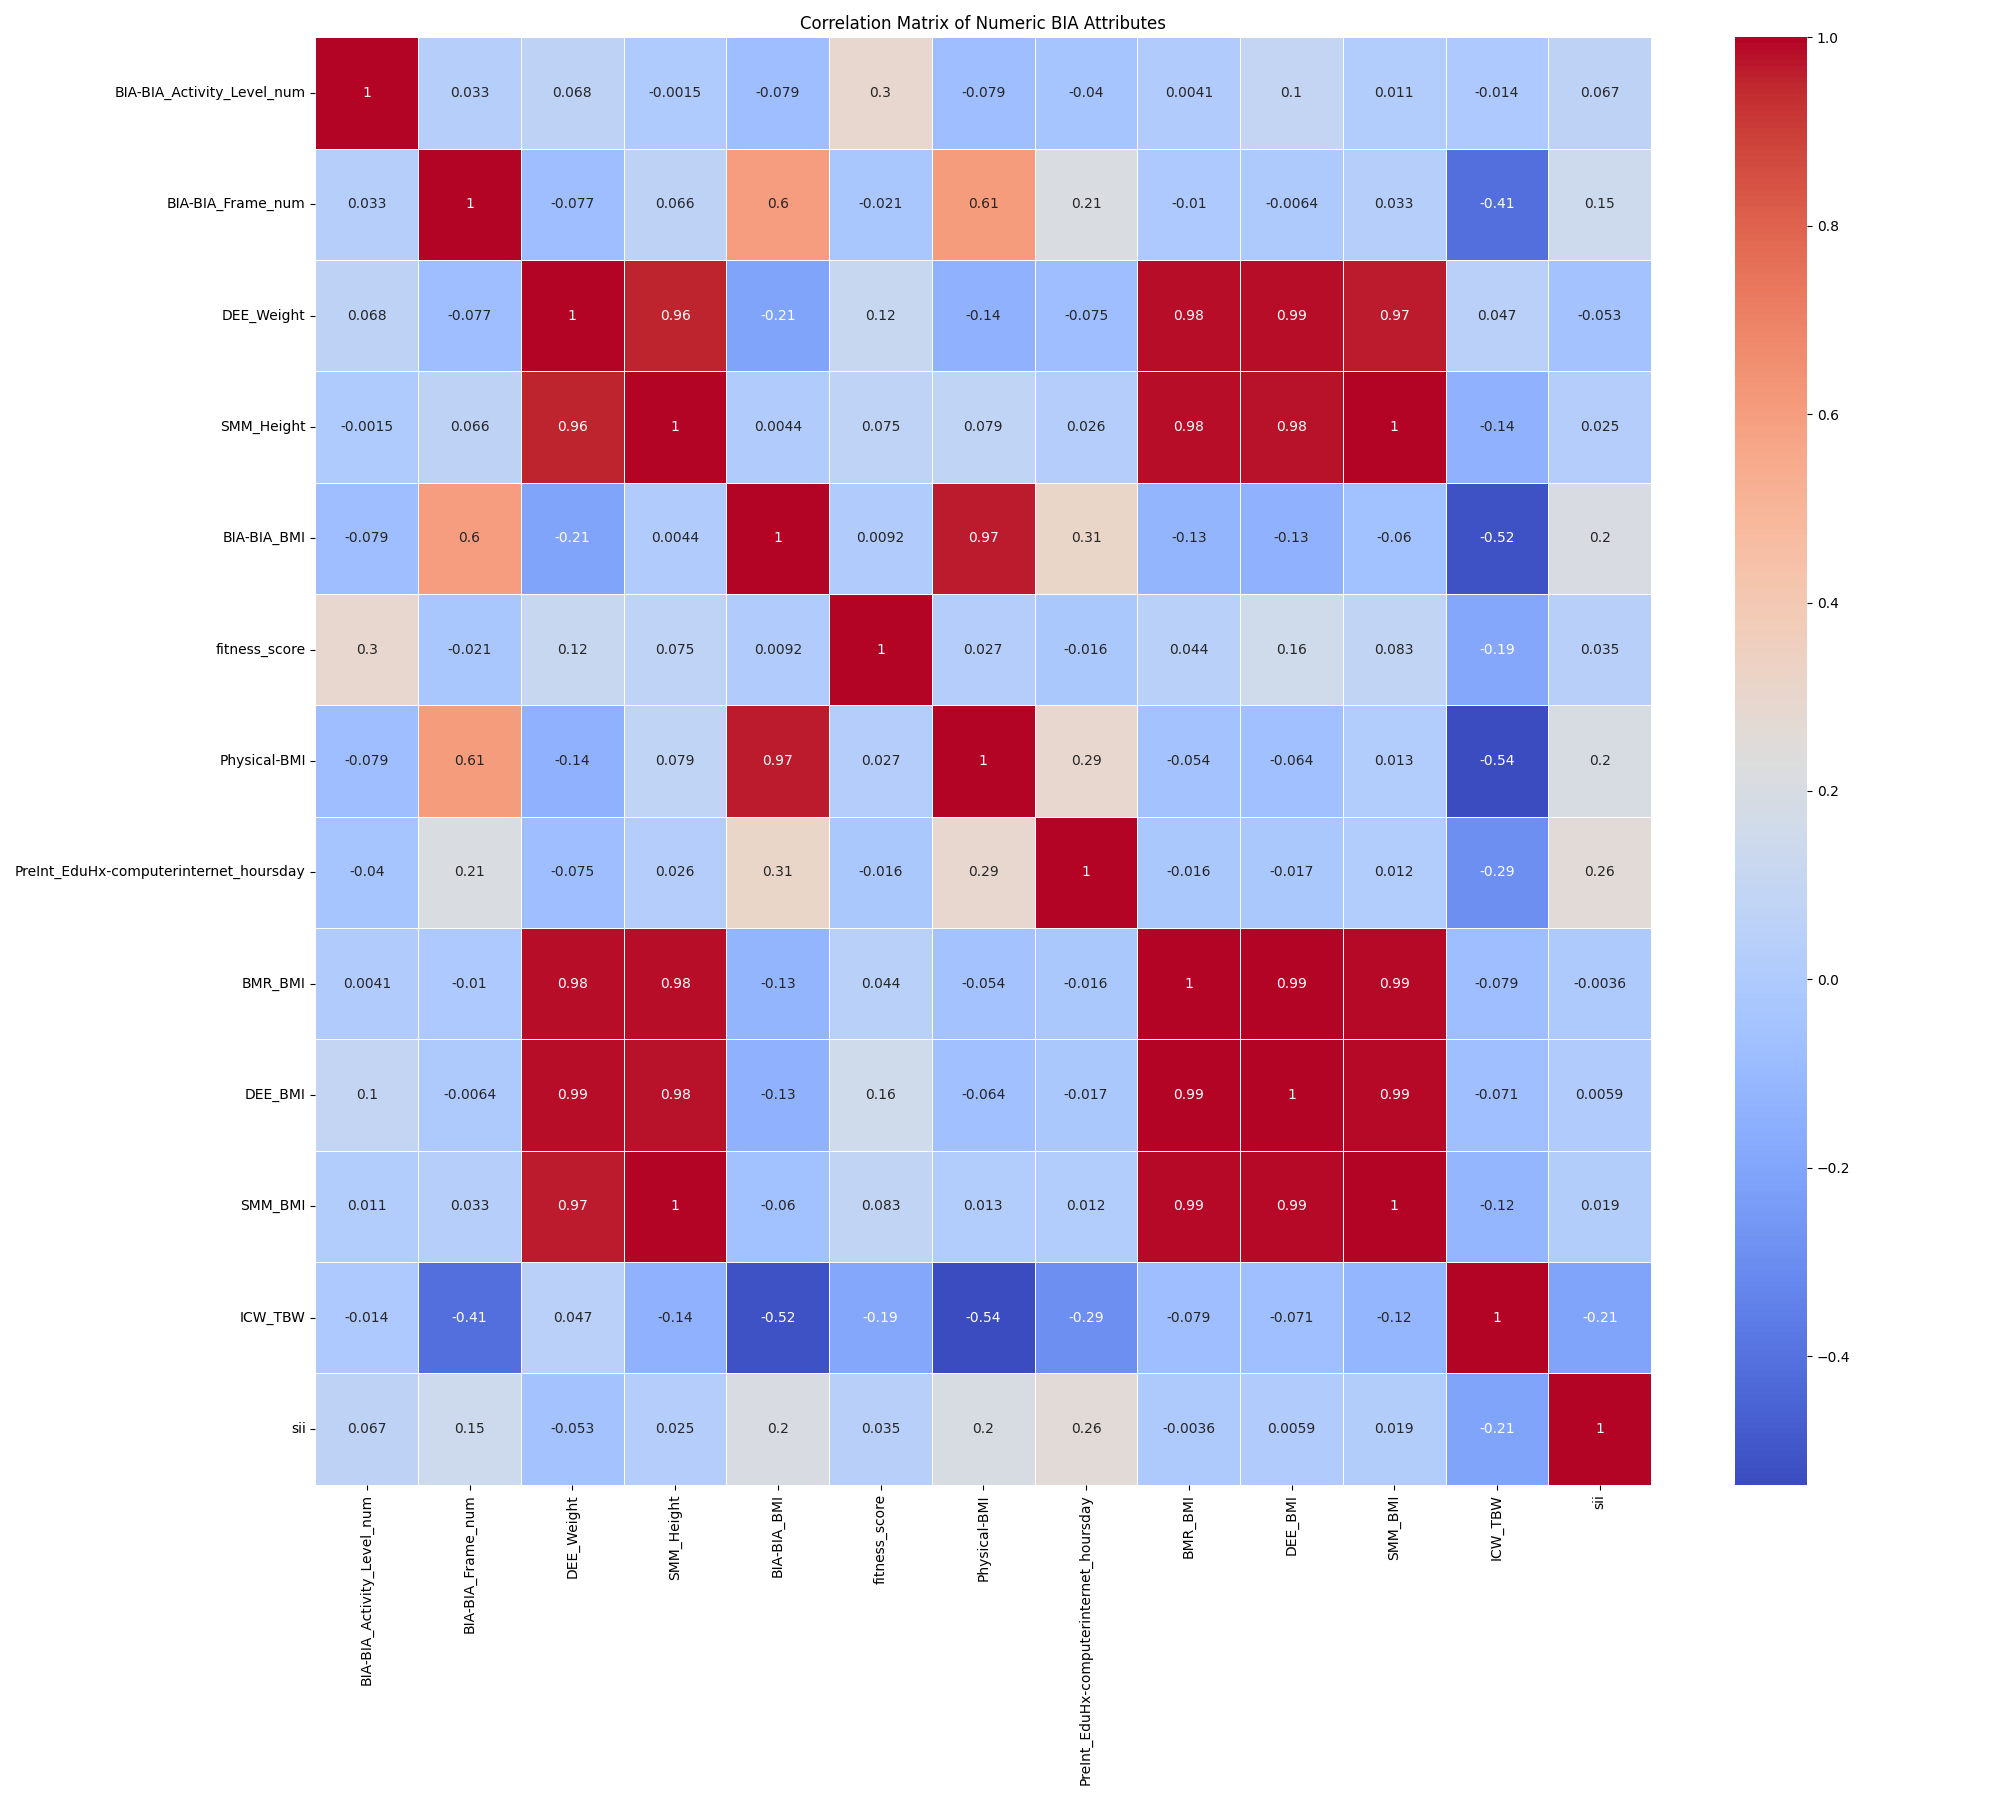 Correlation Matrix of Numeric BIA Attributes
BIA-BIA_Activity_Level_num 1 0.033 0.068 -0.0015 -0.079 0.3 -0.079 -0.04 0.0041 0.1 0.011 -0.014 0.067
BIA-BIA_Frame_num 0.033 1 -0.077 0.066 0.6 -0.021 0.61 0.21 -0.01 -0.0064 0.033 -0.41 0.15
DEE_Weight 0.068 -0.077 1 0.96 -0.21 0.12 -0.14 -0.075 0.98 0.99 0.97 0.047 -0.053
SMM_Height -0.0015 0.066 0.96 1 0.0044 0.075 0.079 0.026 0.98 0.98 1 -0.14 0.025
BIA-BIA_BMI -0.079 0.6 -0.21 0.0044 1 0.0092 0.97 0.31 -0.13 -0.13 -0.06 -0.52 0.2
fitness_score 0.3 -0.021 0.12 0.075 0.0092 1 0.027 -0.016 0.044 0.16 0.083 -0.19 0.035
Physical-BMI -0.079 0.61 -0.14 0.079 0.97 0.027 1 0.29 -0.054 -0.064 0.013 -0.54 0.2
PreInt_EduHx-computerinternet_hoursday -0.04 0.21 -0.075 0.026 0.31 -0.016 0.29 1 -0.016 -0.017 0.012 -0.29 0.26
BMR_BMI 0.0041 -0.01 0.98 0.98 -0.13 0.044 -0.054 -0.016 1 0.99 0.99 -0.079 -0.0036
DEE_BMI 0.1 -0.0064 0.99 0.98 -0.13 0.16 -0.064 -0.017 0.99 1 0.99 -0.071 0.0059
SMM_BMI 0.011 0.033 0.97 1 -0.06 0.083 0.013 0.012 0.99 0.99 1 -0.12 0.019
ICW_TBW -0.014 -0.41 0.047 -0.14 -0.52 -0.19 -0.54 -0.29 -0.079 -0.071 -0.12 1 -0.21
sii 0.067 0.15 -0.053 0.025 0.2 0.035 0.2 0.26 -0.0036 0.0059 0.019 -0.21 1
BIA-BIA_Activity_Level_num
BIA-BIA_Frame_num
DEE_Weight
SMM_Height
BIA-BIA_BMI
fitness_score
Physical-BMI
PreInt_EduHx-computerinternet_hoursday
BMR_BMI
DEE_BMI
SMM_BMI
ICW_TBW
sii
1.0
0.8
0.6
0.4
0.2
0.0
−0.2
−0.4